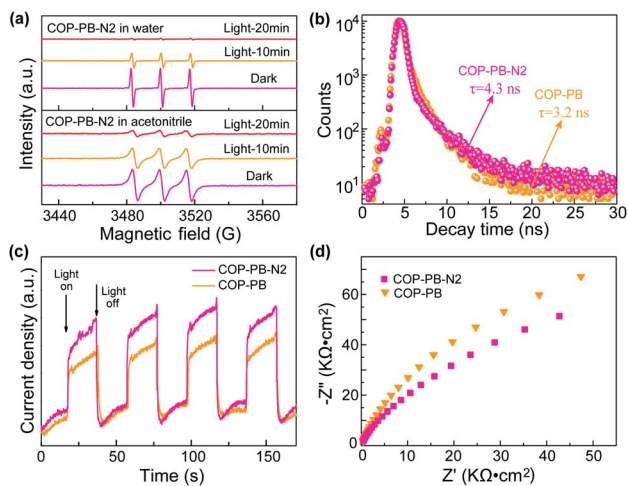 (a)
COP-PB-N2 in water
Light-20min
Light-10min
Dark
COP-PB-N2 in acetonitrile
Light-20min
Light-10min
Dark
Intensity (a.u.)
3440 3480 3520 3560
Magnetic field (G)
(b)
10⁴
10³
10²
10¹
Counts
COP-PB-N2
τ=4.3 ns
COP-PB
τ=3.2 ns
0 5 10 15 20 25 30
Decay time (ns)
(c)
Light
on
Light
off
COP-PB-N2
COP-PB
Current density (a.u.)
0 50 100 150
Time (s)
(d)
COP-PB-N2
COP-PB
60
40
20
0
-Z'' (KΩ•cm2)
0 10 20 30 40 50
Z' (KΩ•cm2)